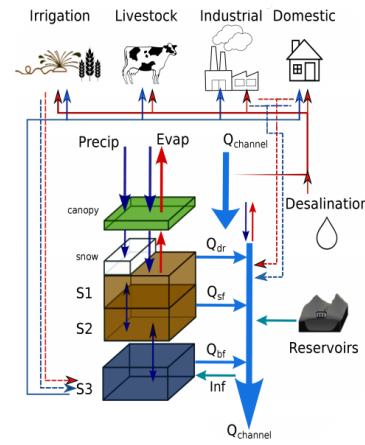 Irrigation Livestock Industrial Domestic
Precip Evap Qchannel
canopy
Desalination
snow
Qdr
S1
Qsf
S2
Reservoirs
Qbf
S3
Inf
Qchannel